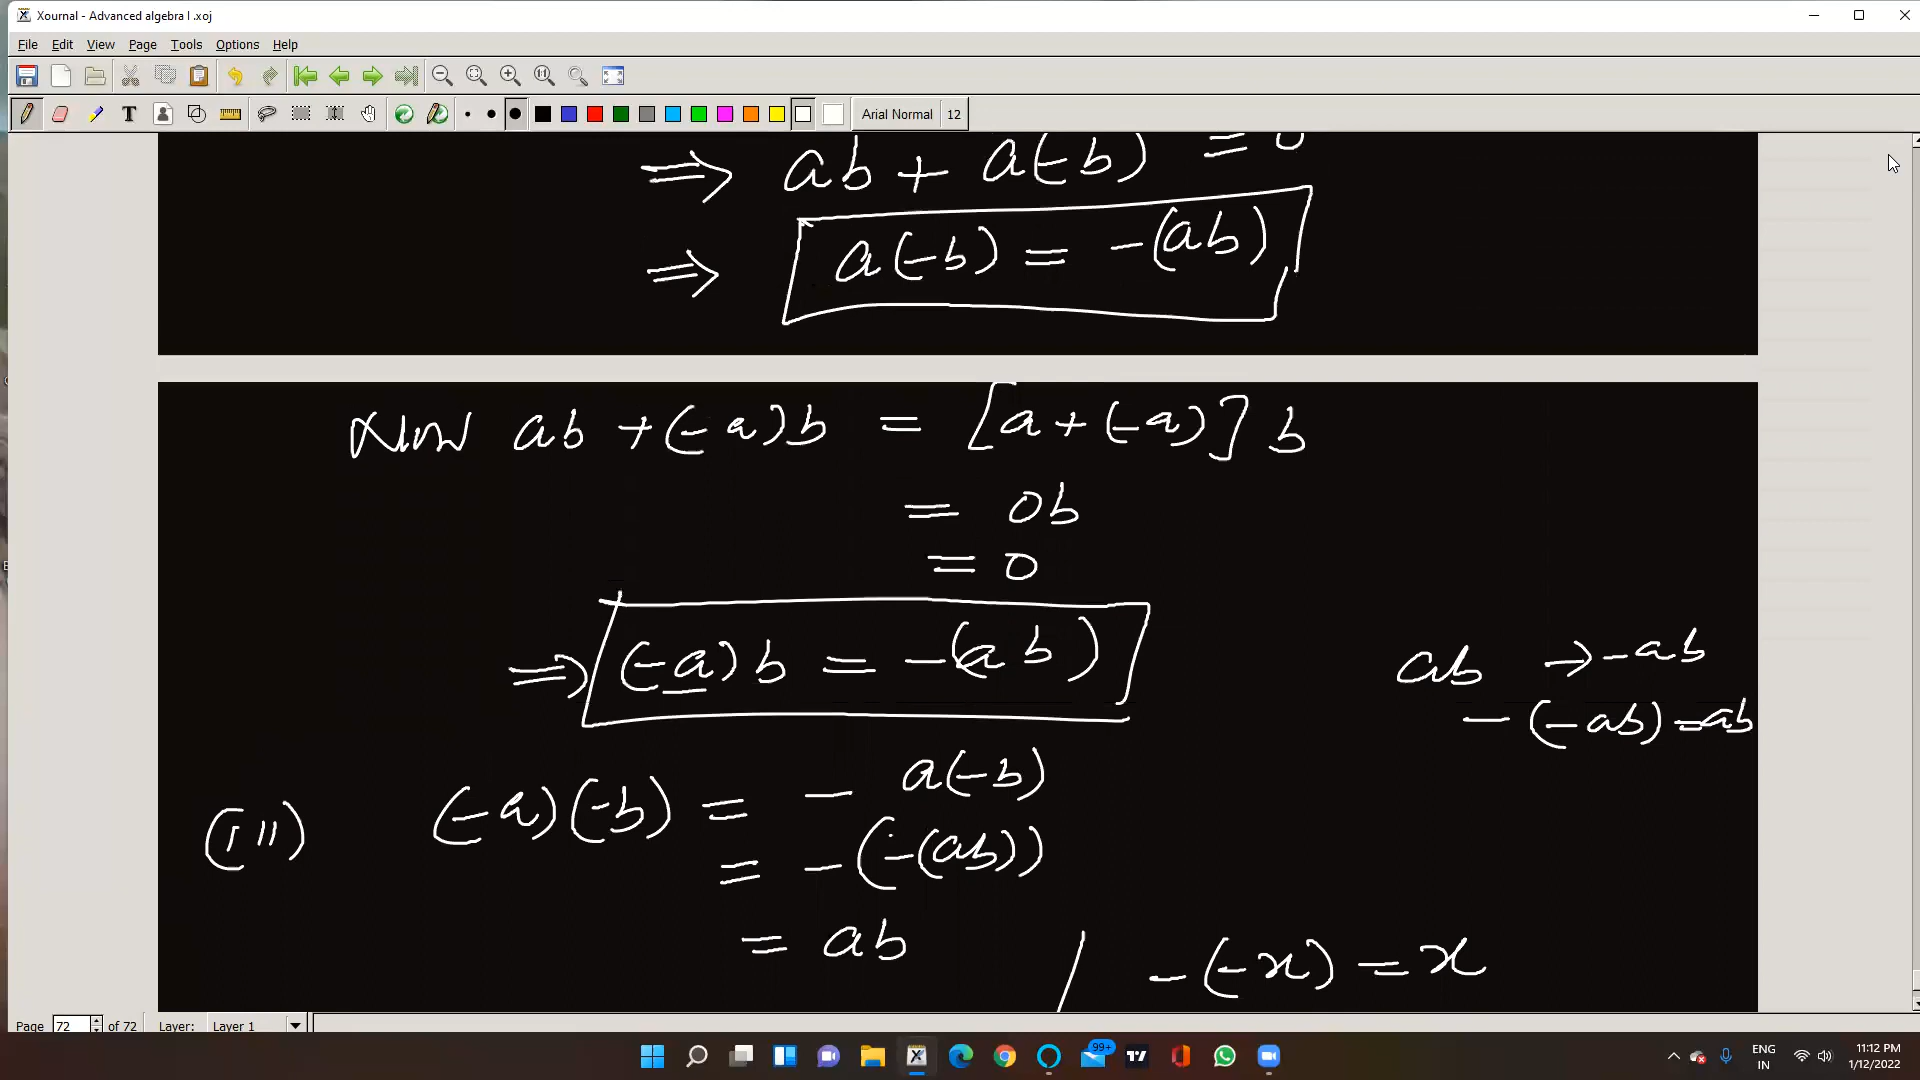 Xournal - Advanced algebra I .xoj
File Edit View Page Tools Options Help
Arial Normal 12
⇒ ab + a(-b) = 0
⇒ a(-b) = -(ab)
Now ab + (-a)b = [a + (-a)] b
= 0b
= 0
⇒ (-a) b = -(ab)
ab → -ab
- (-ab) = ab
(iii) (-a)(-b) = - a(-b)
= - (-(ab))
= ab
- (-x) = x
Page 72 of 72 Layer: Layer 1
99+
ENG
IN
11:12 PM
1/12/2022